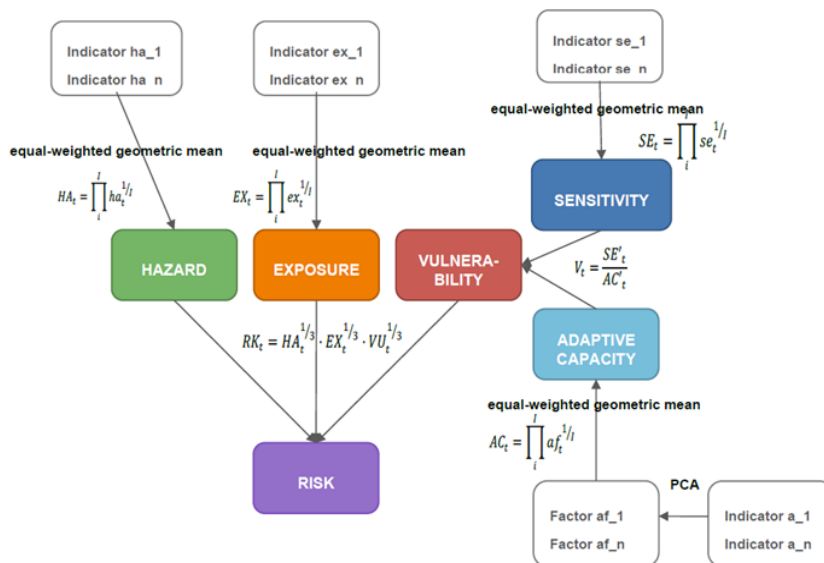 Indicator ha_1
Indicator ha_n
Indicator ex_1
Indicator ex_n
Indicator se_1
Indicator se_n
equal-weighted geometric mean
SE_t = ∏_i^I se_t^{1/I}
equal-weighted geometric mean
equal-weighted geometric mean
HA_t = ∏_i^I ha_t^{1/I}
EX_t = ∏_i^I ex_t^{1/I}
SENSITIVITY
HAZARD
EXPOSURE
VULNERA-
BILITY
V_t = SE'_t / AC'_t
RK_t = HA_t^{1/3} · EX_t^{1/3} · VU_t^{1/3}
ADAPTIVE
CAPACITY
equal-weighted geometric mean
AC_t = ∏_i^I af_t^{1/I}
RISK
PCA
Factor af_1
Factor af_n
Indicator a_1
Indicator a_n